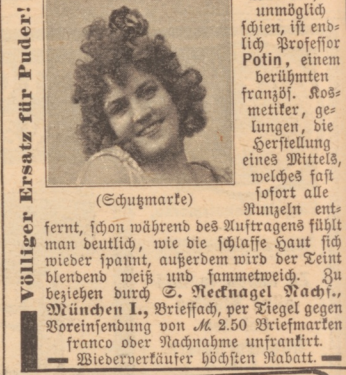 Völliger Ersatz für Puder!
unmöglich
schien, ist end-
lich Professor
Potin, einem
berühmten
französ. Kos-
metiker, ge-
lungen, die
Herstellung
eines Mittels,
welches fast
sofort alle
Runzeln ent-
(Schutzmarke)
fernt, schon während des Auftragens fühlt
man deutlich, wie die schlaffe Haut sich
wieder spannt, außerdem wird der Teint
blendend weiß und sammetweich. Zu
beziehen durch S. Recknagel Nachf.,
München I., Brieffach, per Tiegel gegen
Voreinsendung von M. 2.50 Briefmarken
franco oder Nachnahme unfrankirt.
— Wiederverkäufer höchsten Rabatt. —